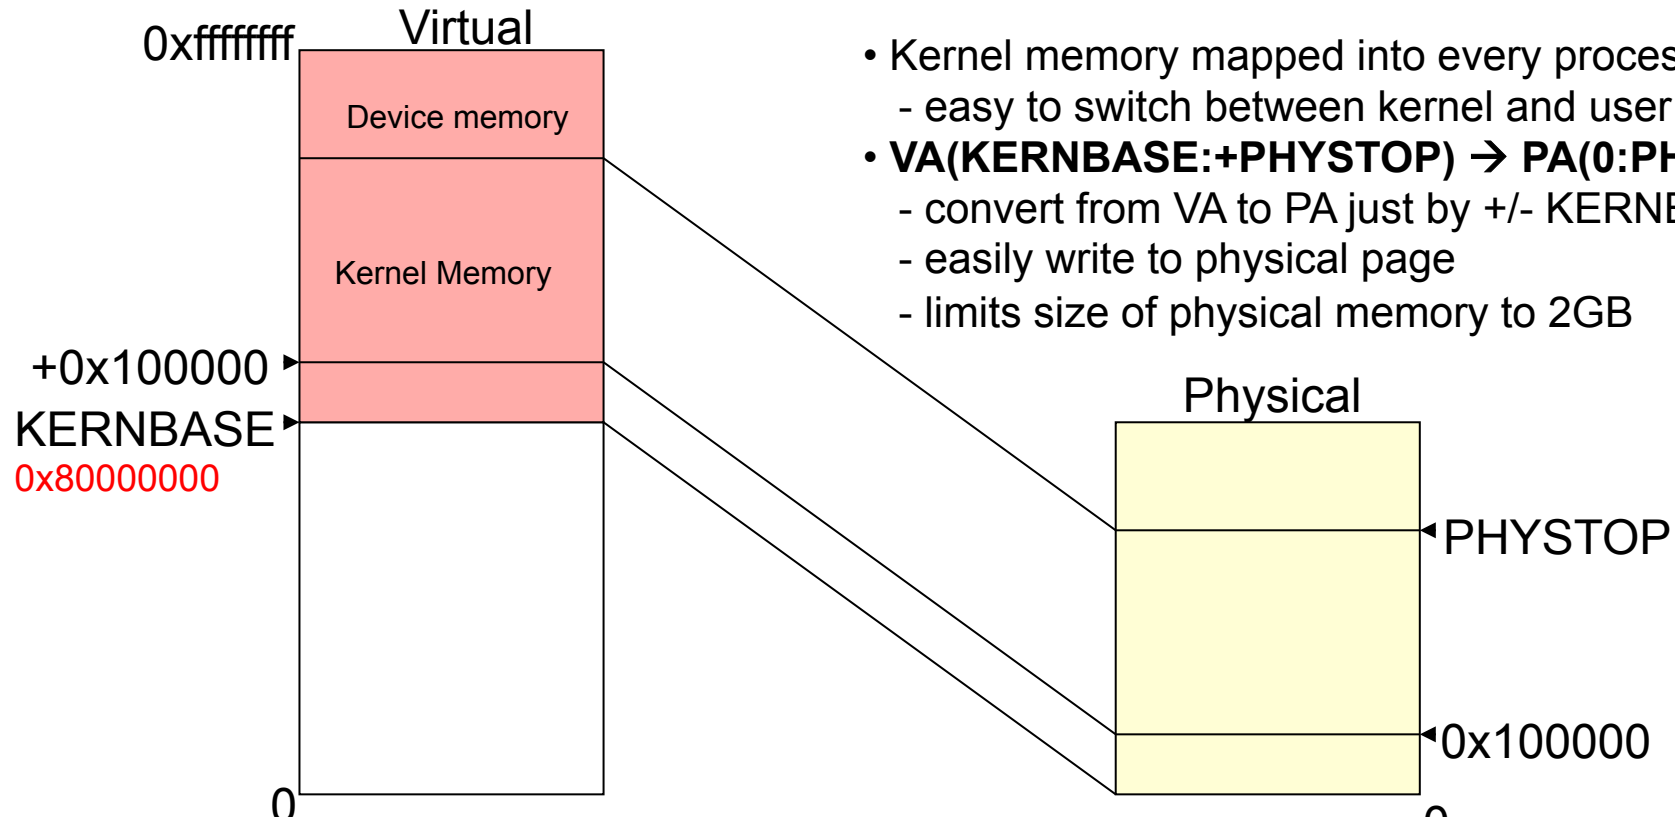 Virtual
0xffffffff
Device memory
Kernel Memory
+0x100000
KERNBASE
0x80000000
0
• Kernel memory mapped into every proces
- easy to switch between kernel and user
• VA(KERNBASE:+PHYSTOP) → PA(0:PH
- convert from VA to PA just by +/- KERNE
- easily write to physical page
- limits size of physical memory to 2GB
Physical
PHYSTOP
0x100000
0